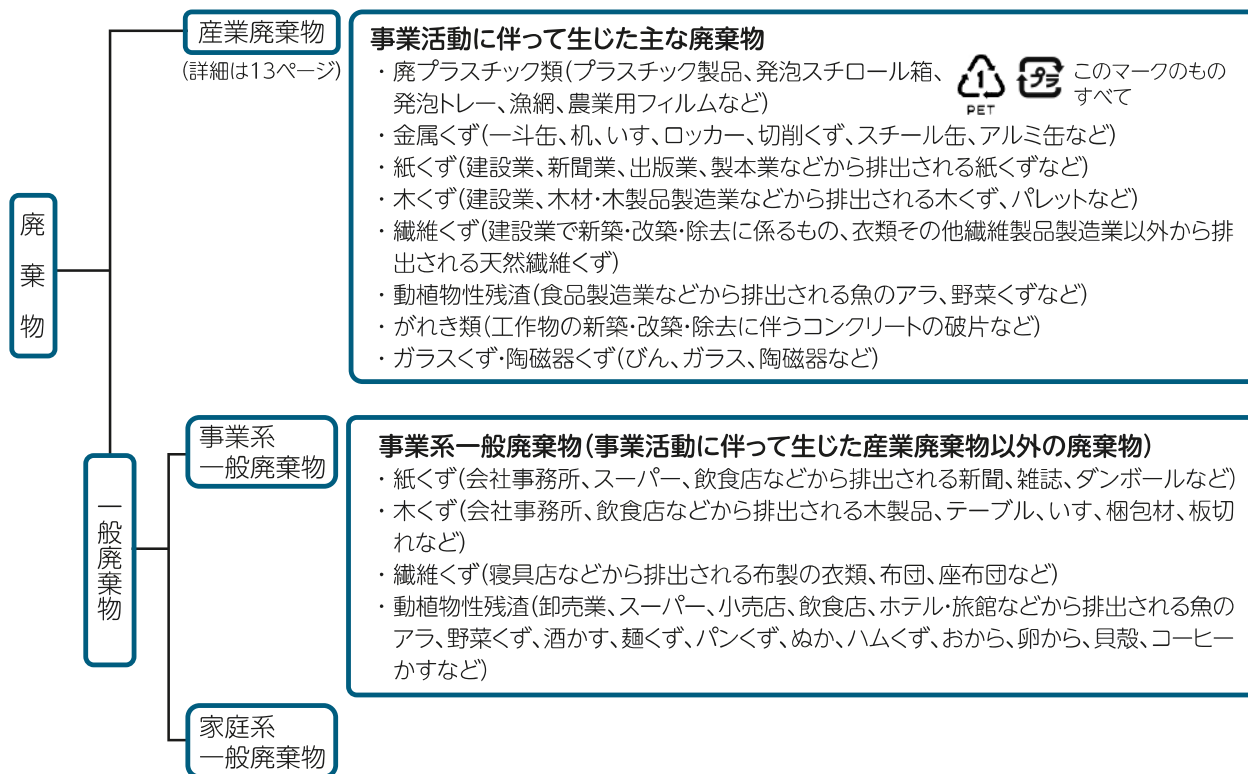 産業廃棄物
(詳細は13ページ)
事業活動に伴って生じた主な廃棄物
・廃プラスチック類(プラスチック製品、発泡スチロール箱、
発泡トレー、漁網、農業用フィルムなど)
1
PET
プラ
このマークのもの
すべて
・金属くず(一斗缶、机、いす、ロッカー、切削くず、スチール缶、アルミ缶など)
・紙くず(建設業、新聞業、出版業、製本業などから排出される紙くずなど)
・木くず(建設業、木材・木製品製造業などから排出される木くず、パレットなど)
・繊維くず(建設業で新築・改築・除去に係るもの、衣類その他繊維製品製造業以外から排
出される天然繊維くず)
・動植物性残渣(食品製造業などから排出される魚のアラ、野菜くずなど)
・がれき類(工作物の新築・改築・除去に伴うコンクリートの破片など)
・ガラスくず・陶磁器くず(びん、ガラス、陶磁器など)
廃棄物
一般廃棄物
事業系
一般廃棄物
事業系一般廃棄物(事業活動に伴って生じた産業廃棄物以外の廃棄物)
・紙くず(会社事務所、スーパー、飲食店などから排出される新聞、雑誌、ダンボールなど)
・木くず(会社事務所、飲食店などから排出される木製品、テーブル、いす、梱包材、板切
れなど)
・繊維くず(寝具店などから排出される布製の衣類、布団、座布団など)
・動植物性残渣(卸売業、スーパー、小売店、飲食店、ホテル・旅館などから排出される魚の
アラ、野菜くず、酒かす、麺くず、パンくず、ぬか、ハムくず、おから、卵から、貝殻、コーヒー
かすなど)
家庭系
一般廃棄物